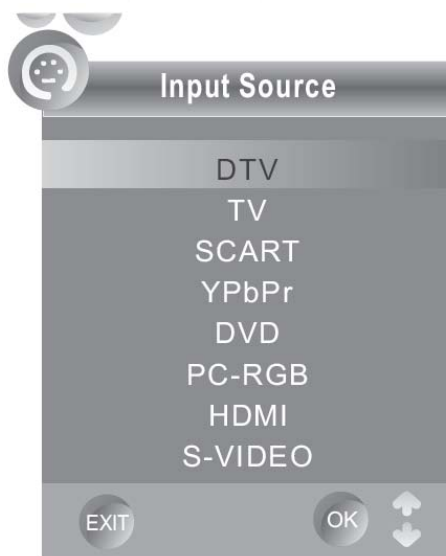 Input Source
DTV
TV
SCART
YPbPr
DVD
PC-RGB
HDMI
S-VIDEO
EXIT OK